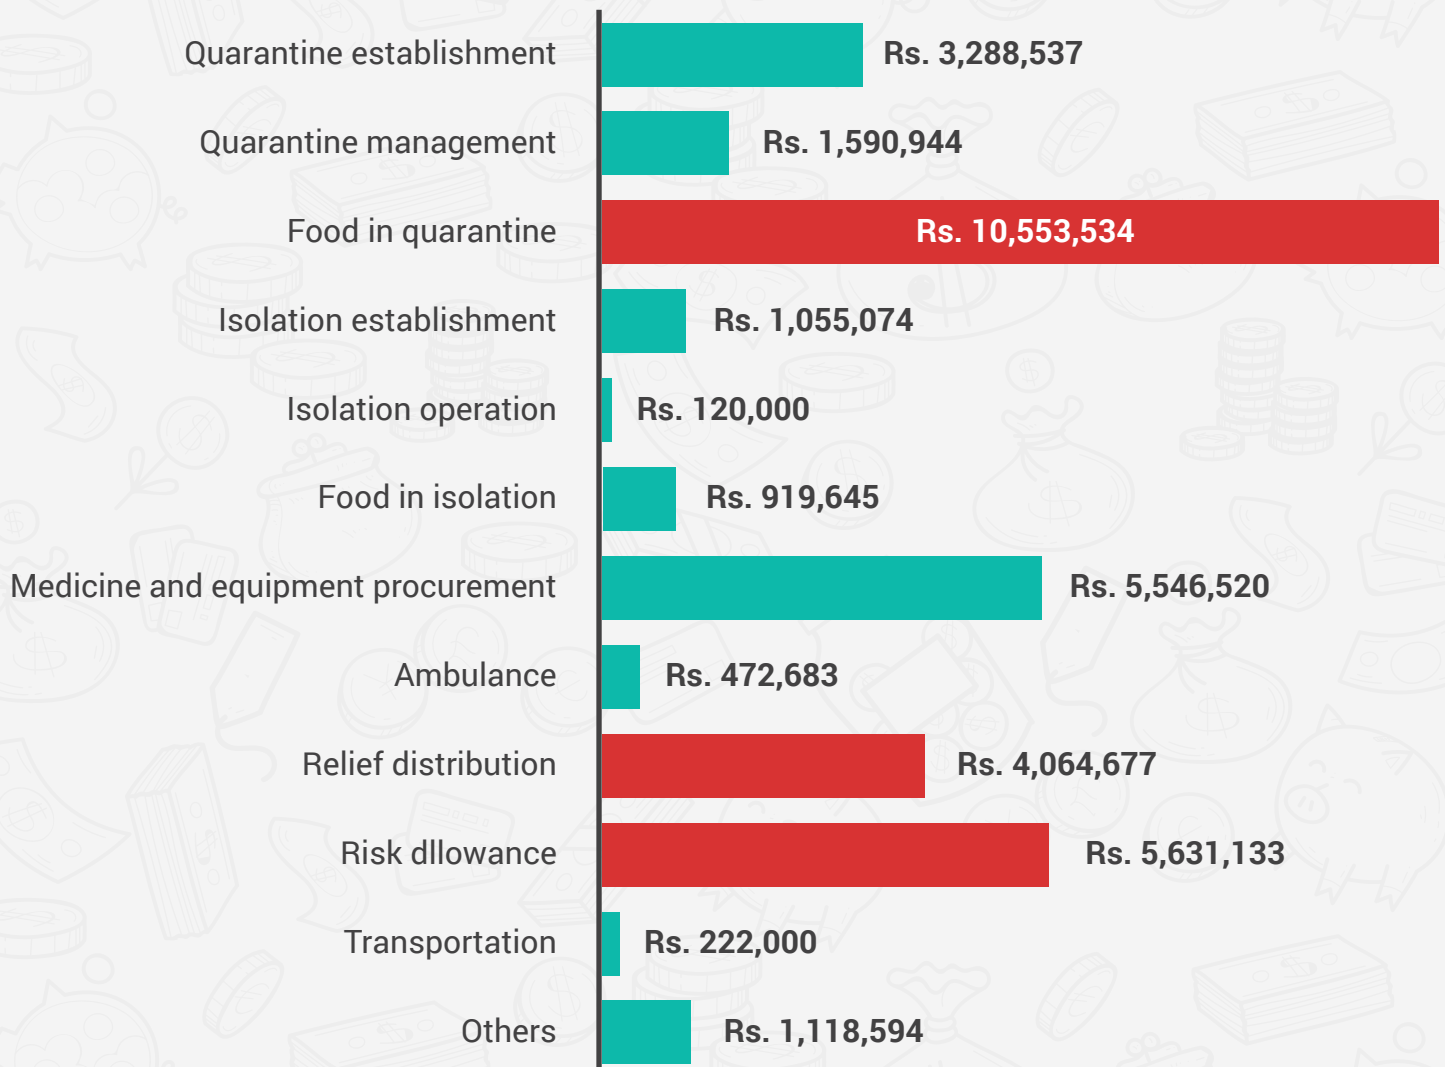 Quarantine establishment Rs. 3,288,537
Quarantine management Rs. 1,590,944
Food in quarantine Rs. 10,553,534
Isolation establishment Rs. 1,055,074
Isolation operation Rs. 120,000
Food in isolation Rs. 919,645
Medicine and equipment procurement Rs. 5,546,520
Ambulance Rs. 472,683
Relief distribution Rs. 4,064,677
Risk dllowance Rs. 5,631,133
Transportation Rs. 222,000
Others Rs. 1,118,594